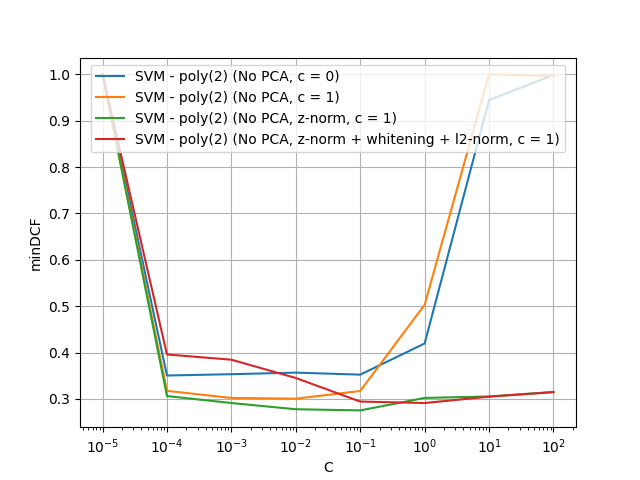 SVM - poly(2) (No PCA, c = 0)
SVM - poly(2) (No PCA, c = 1)
SVM - poly(2) (No PCA, z-norm, c = 1)
SVM - poly(2) (No PCA, z-norm + whitening + l2-norm, c = 1)
1.0
0.9
0.8
0.7
0.6
0.5
0.4
0.3
minDCF
10⁻⁵ 10⁻⁴ 10⁻³ 10⁻² 10⁻¹ 10⁰ 10¹ 10²
C